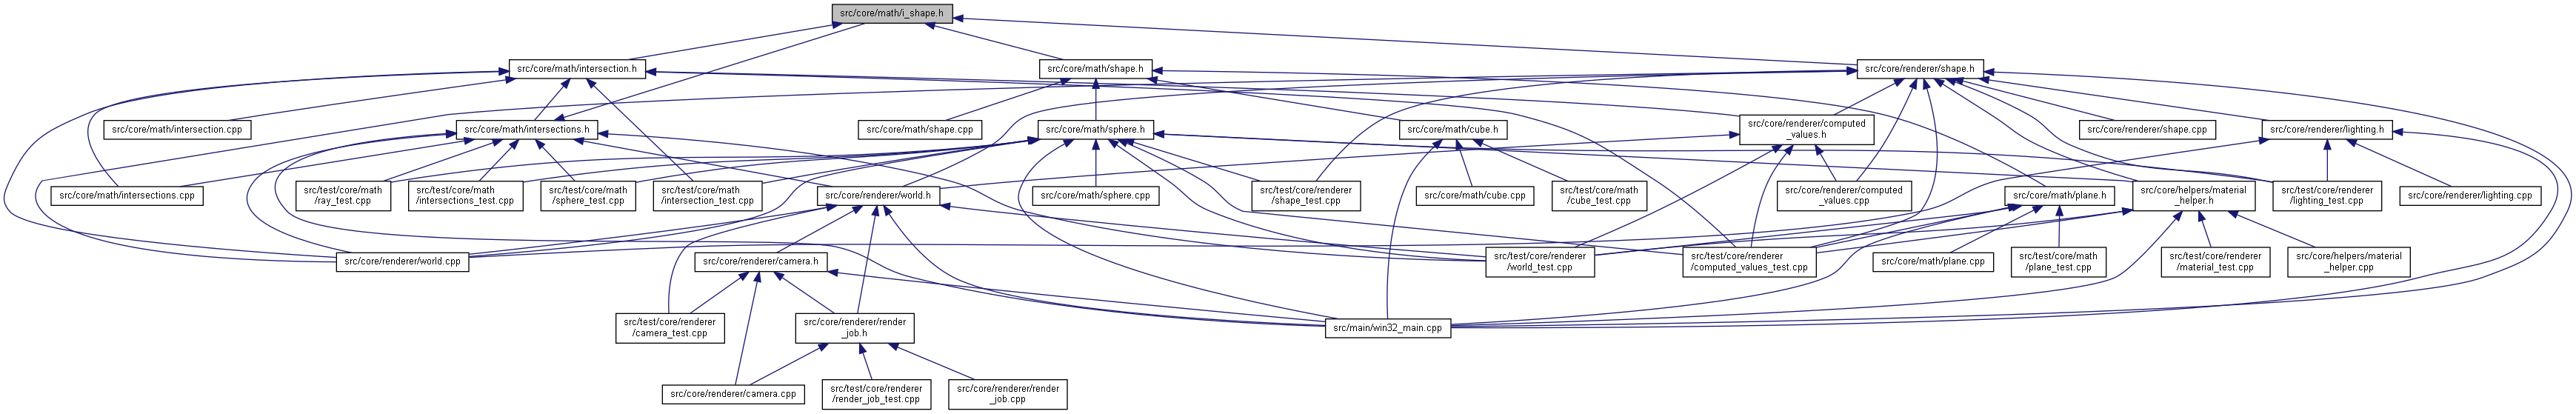 src/core/math/i_shape.h
src/core/math/intersection.h
src/core/math/shape.h
src/core/renderer/shape.h
src/core/math/intersection.cpp
src/core/math/intersections.h
src/core/math/shape.cpp
src/core/math/sphere.h
src/core/math/cube.h
src/core/renderer/computed
_values.h
src/core/renderer/shape.cpp
src/core/renderer/lighting.h
src/core/math/intersections.cpp
src/test/core/math
/ray_test.cpp
src/test/core/math
/intersections_test.cpp
src/test/core/math
/sphere_test.cpp
src/test/core/math
/intersection_test.cpp
src/core/renderer/world.h
src/core/math/sphere.cpp
src/test/core/renderer
/shape_test.cpp
src/core/math/cube.cpp
src/test/core/math
/cube_test.cpp
src/core/renderer/computed
_values.cpp
src/core/math/plane.h
src/core/helpers/material
_helper.h
src/test/core/renderer
/lighting_test.cpp
src/core/renderer/lighting.cpp
src/core/renderer/world.cpp
src/core/renderer/camera.h
src/test/core/renderer
/world_test.cpp
src/test/core/renderer
/computed_values_test.cpp
src/core/math/plane.cpp
src/test/core/math
/plane_test.cpp
src/test/core/renderer
/material_test.cpp
src/core/helpers/material
_helper.cpp
src/test/core/renderer
/camera_test.cpp
src/core/renderer/render
_job.h
src/main/win32_main.cpp
src/core/renderer/camera.cpp
src/test/core/renderer
/render_job_test.cpp
src/core/renderer/render
_job.cpp